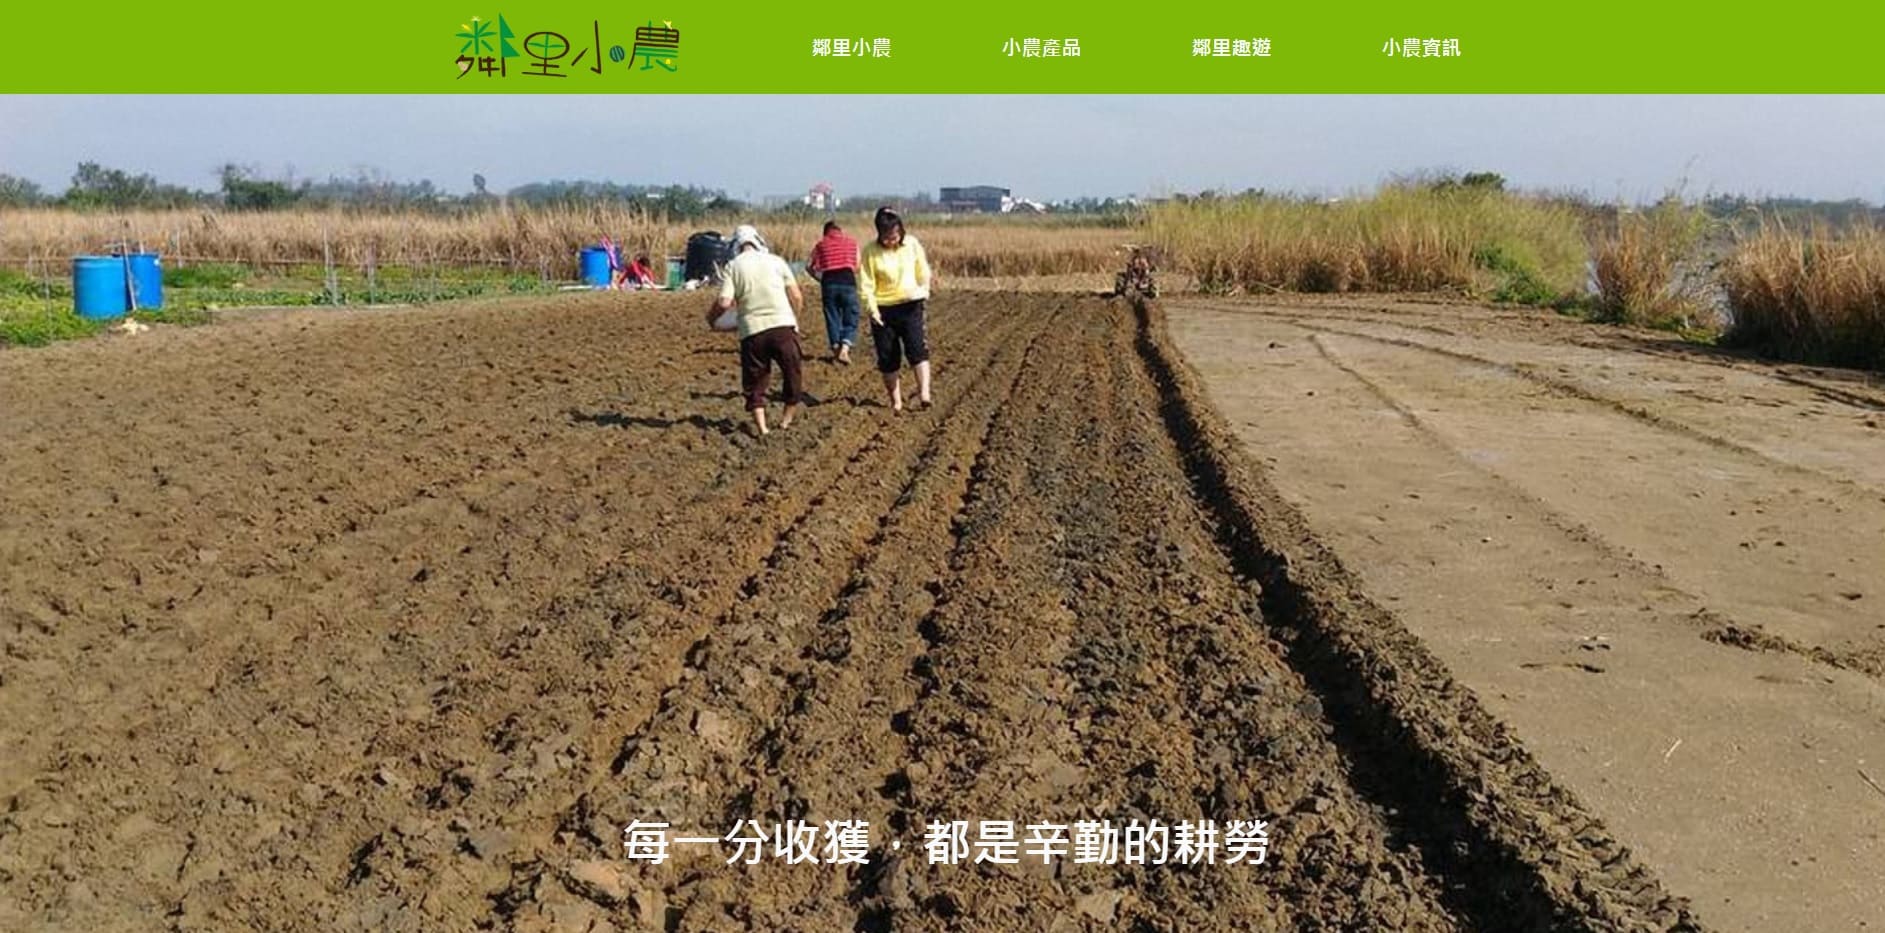 鄰里小農
鄰里小農
小農產品
鄰里趣遊
小農資訊
每一分收獲，都是辛勤的耕勞